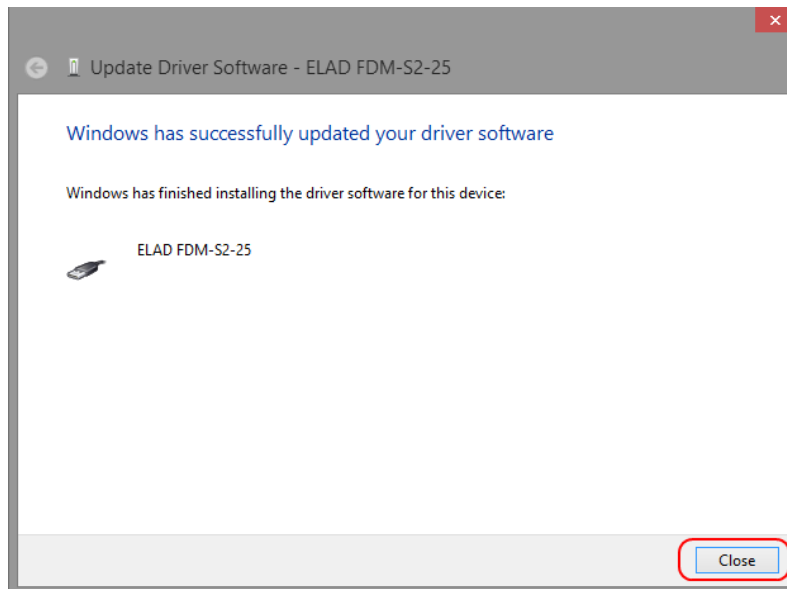 Update Driver Software - ELAD FDM-S2-25
Windows has successfully updated your driver software
Windows has finished installing the driver software for this device:
ELAD FDM-S2-25
Close